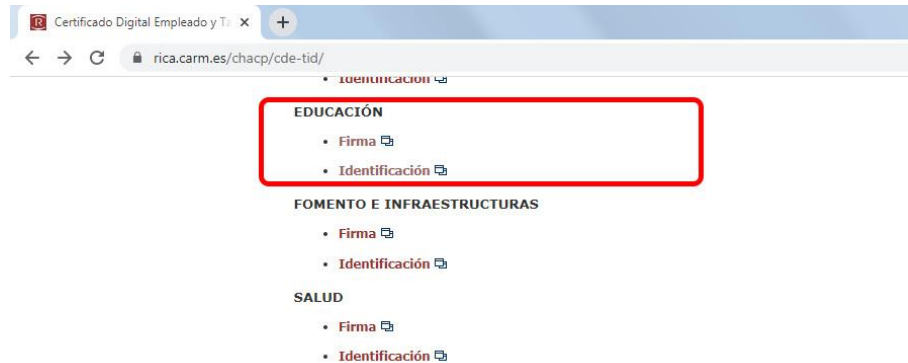 Certificado Digital Empleado y Ta
rica.carm.es/chacp/cde-tid/
• Identificación
EDUCACIÓN
• Firma
• Identificación
FOMENTO E INFRAESTRUCTURAS
• Firma
• Identificación
SALUD
• Firma
• Identificación